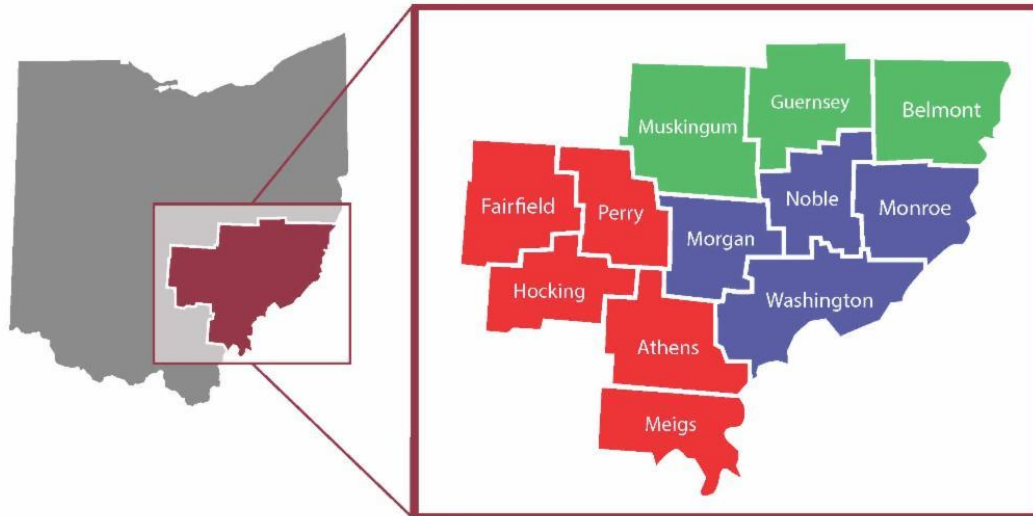 Guernsey
Belmont
Muskingum
Fairfield
Perry
Noble
Monroe
Morgan
Hocking
Washington
Athens
Meigs